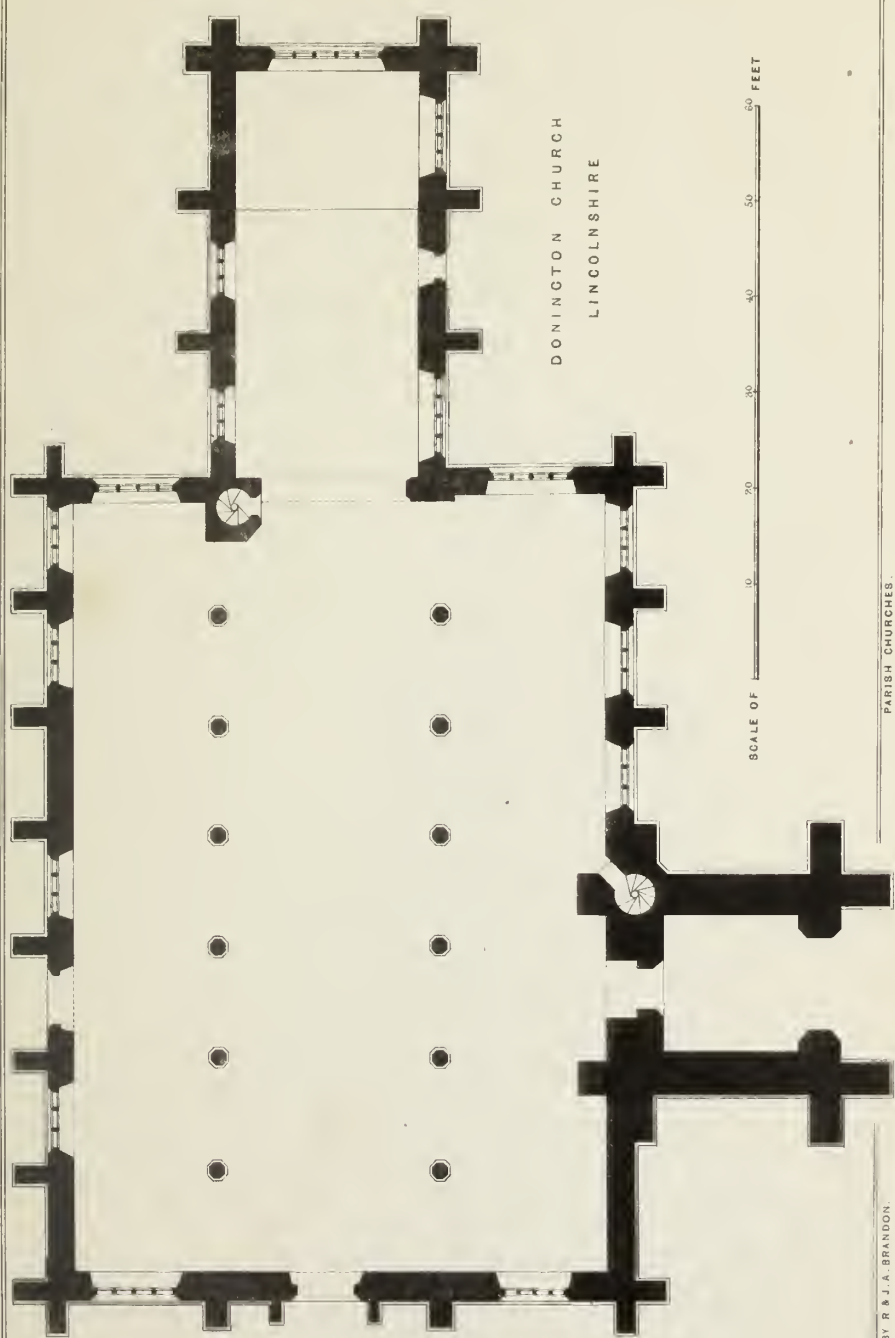 DONINGTON CHURCH
LINCOLNSHIRE
SCALE OF 10 20 30 40 50 60 FEET
PARISH CHURCHES.
Y R & J. A. BRANDON.